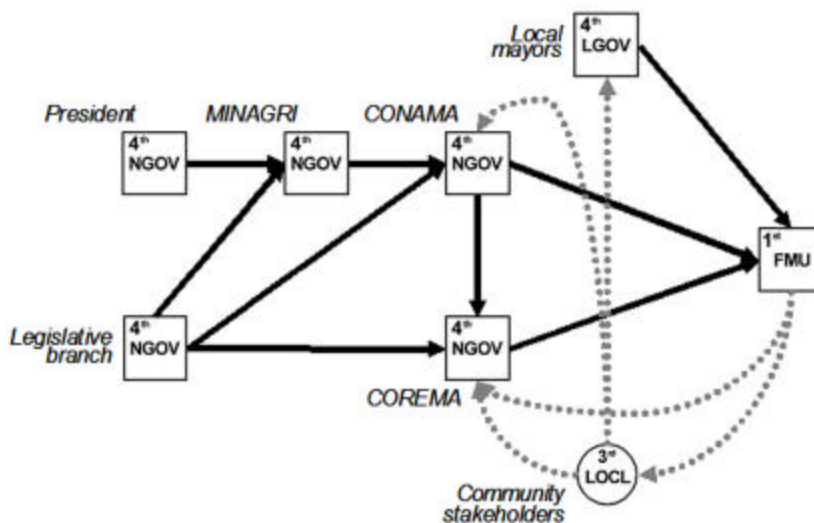 Local
mayors
4th
LGOV
President
MINAGRI
CONAMA
4th
NGOV
4th
NGOV
4th
NGOV
1st
FMU
Legislative
branch
4th
NGOV
4th
NGOV
COREMA
3rd
LOCL
Community
stakeholders